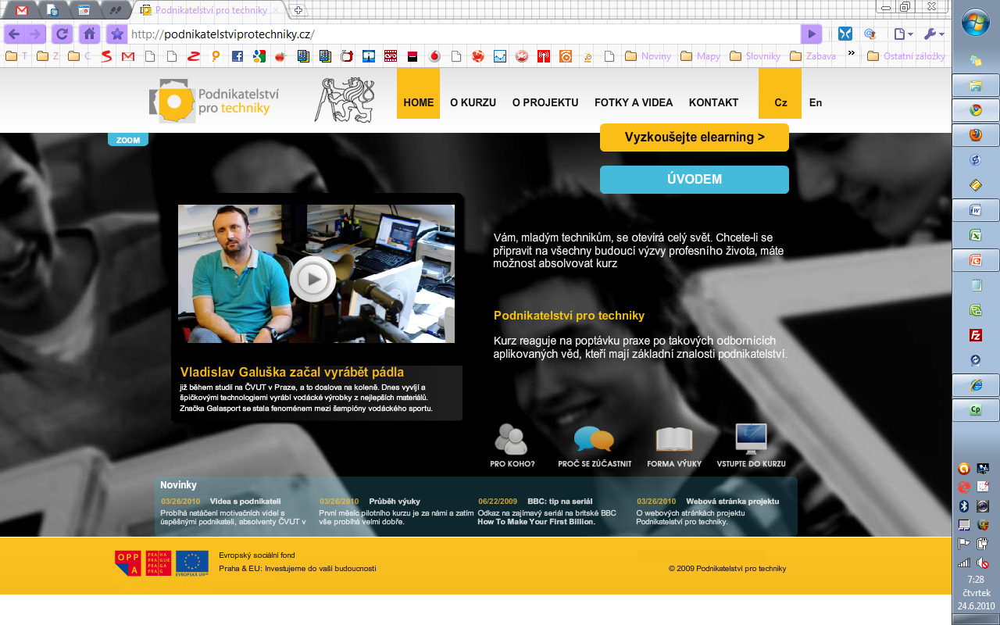 Podnikatelství pro techniky
http://podnikatelstviprotechniky.cz/
T Z C Noviny Mapy Slovníky Zábava » Ostatní záložky
Podnikatelství
pro techniky
HOME O KURZU O PROJEKTU FOTKY A VIDEA KONTAKT Cz En
ZOOM
Vyzkoušejte elearning >
ÚVODEM
Vám, mladým technikům, se otevírá celý svět. Chcete-li se
připravit na všechny budoucí výzvy profesního života, máte
možnost absolvovat kurz
Podnikatelství pro techniky
Kurz reaguje na poptávku praxe po takových odbornících
aplikovaných věd, kteří mají základní znalosti podnikatelství.
Vladislav Galuška začal vyrábět pádla
již během studií na ČVUT v Praze, a to doslova na koleně. Dnes vyvíjí a
špičkovými technologiemi vyrábí vodácké výrobky z nejlepších materiálů.
Značka Galasport se stala fenoménem mezi šampióny vodáckého sportu.
PRO KOHO? PROČ SE ZÚČASTNIT FORMA VÝUKY VSTUPTE DO KURZU
Novinky
03/26/2010 Videa s podnikateli
Probíhá natáčení motivačních videí s
úspěšnými podnikateli, absolventy ČVUT v
03/26/2010 Průběh výuky
První měsíc pilotního kurzu je za námi a zatím
vše probíhá velmi dobře.
06/22/2009 BBC: tip na seriál
Odkaz na zajímavý seriál na britské BBC
How To Make Your First Billion.
03/26/2010 Webová stránka projektu
O webových stránkách projektu
Podnikatelství pro techniky.
OPP
A
PRAHA
PRAGUE
PRAGA
PRAG
EVROPSKÁ UNIE
Evropský sociální fond
Praha & EU: Investujeme do vaší budoucnosti
© 2009 Podnikatelství pro techniky
Cp
7:28
čtvrtek
24.6.2010